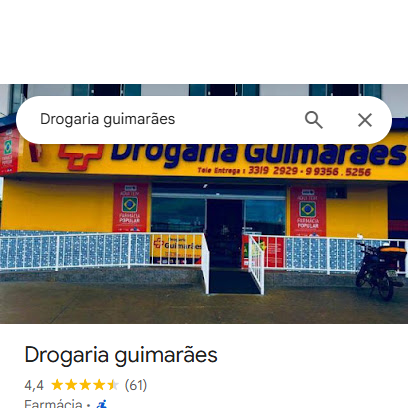 Drogaria guimarães
Drogaria Guimarães
Tele Entrega : 3319 2929 - 9 9356 . 5256
AQUI TEM
FARMÁCIA
POPULAR
AQUI TEM
FARMÁCIA
POPULAR
Guimarães
Drogaria guimarães
4,4 (61)
Farmácia ·